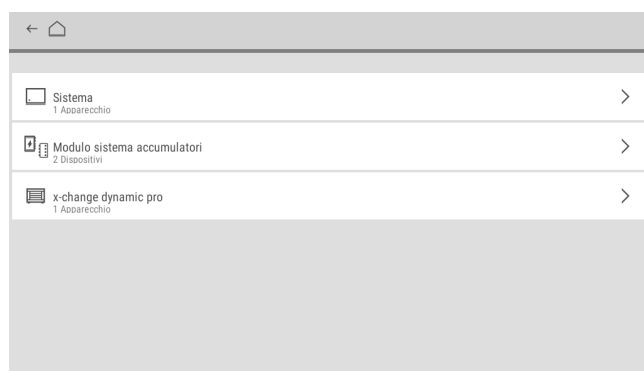 Sistema
1 Apparecchio
Modulo sistema accumulatori
2 Dispositivi
x-change dynamic pro
1 Apparecchio